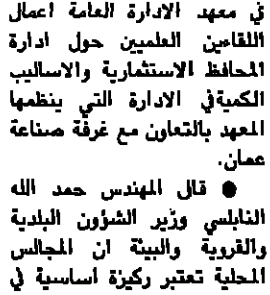 في معهد الادارة العامة اعمال
اللقاءين العلميين حول ادارة
المحافظ الاستثمارية والاساليب
الكمية في الادارة التي ينظمها
المعهد بالتعاون مع غرفة صناعة
عمان.
● قال المهندس حمد الله
النابلسي وزير الشؤون البلدية
والقروية والبيئة ان المجالس
المحلية تعتبر ركيزة اساسية في